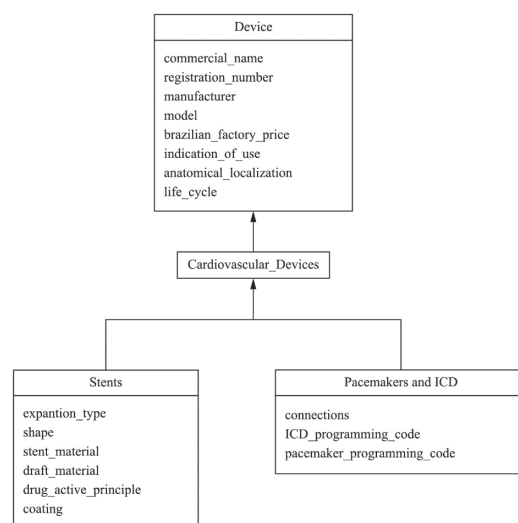 Device
commercial_name
registration_number
manufacturer
model
brazilian_factory_price
indication_of_use
anatomical_localization
life_cycle
Cardiovascular_Devices
Stents
expantion_type
shape
stent_material
draft_material
drug_active_principle
coating
Pacemakers and ICD
connections
ICD_programming_code
pacemaker_programming_code